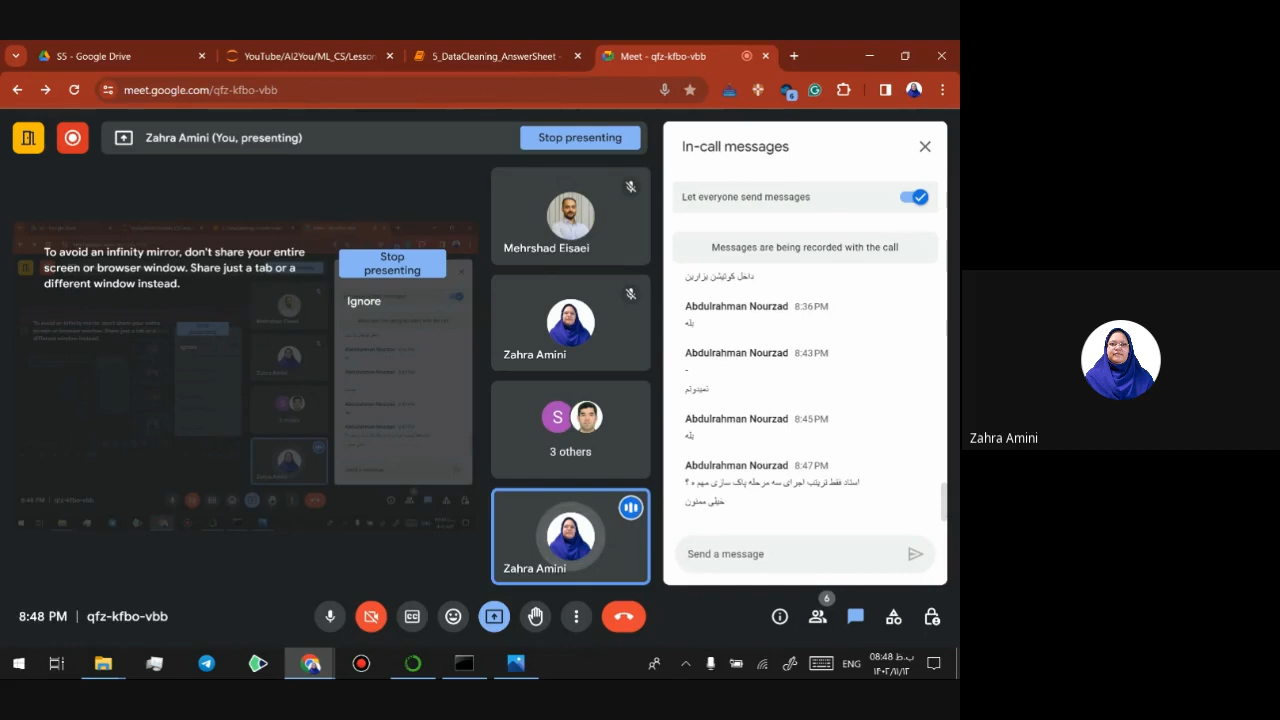 S5 - Google Drive
YouTube/AI2You/ML_CS/Lesson
5_DataCleaning_AnswerSheet -
Meet - qfz-kfbo-vbb
meet.google.com/qfz-kfbo-vbb
6
Zahra Amini (You, presenting)
Stop presenting
To avoid an infinity mirror, don't share your entire
screen or browser window. Share just a tab or a
different window instead.
Stop
presenting
Ignore
Mehrshad Eisaei
Zahra Amini
S
3 others
Zahra Amini
In-call messages
Let everyone send messages
Messages are being recorded with the call
داخل کوتیشن بزارین
Abdulrahman Nourzad 8:36 PM
بله
Abdulrahman Nourzad 8:43 PM
-
نمیدونم
Abdulrahman Nourzad 8:45 PM
بله
Abdulrahman Nourzad 8:47 PM
استاد فقط تریتب اجرای سه مرحله پاک سازی مهم ه ؟
خیلی ممنون
Send a message
8:48 PM
qfz-kfbo-vbb
6
ENG
08:48 ب.ظ
۱۴۰۲/۱۱/۱۲
Zahra Amini